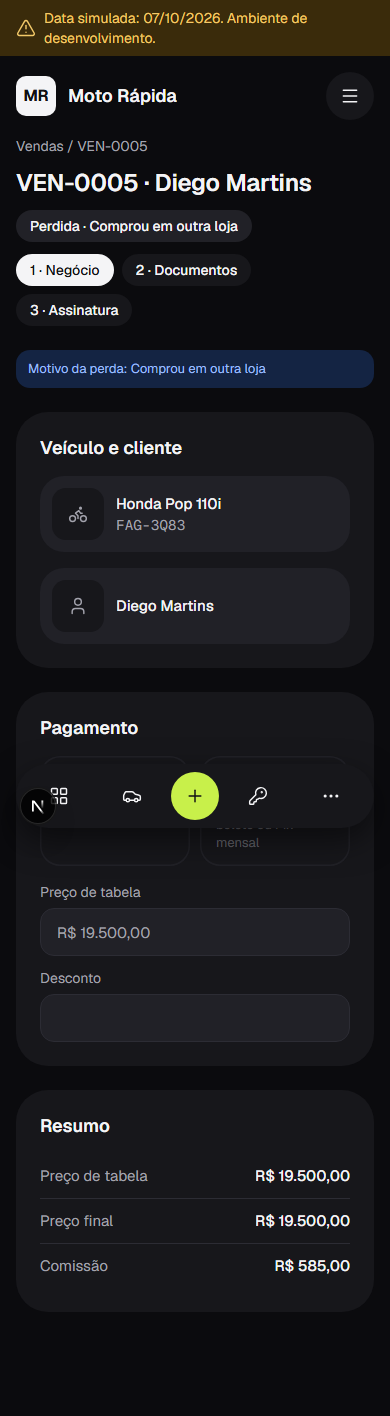 Data simulada: 07/10/2026. Ambiente de
desenvolvimento.
MR
Moto Rápida
Vendas / VEN-0005
VEN-0005 · Diego Martins
Perdida · Comprou em outra loja
1 · Negócio
2 · Documentos
3 · Assinatura
Motivo da perda: Comprou em outra loja
Veículo e cliente
Honda Pop 110i
FAG-3Q83
Diego Martins
Pagamento
N
mensal
Preço de tabela
R$ 19.500,00
Desconto
Resumo
Preço de tabela
R$ 19.500,00
Preço final
R$ 19.500,00
Comissão
R$ 585,00